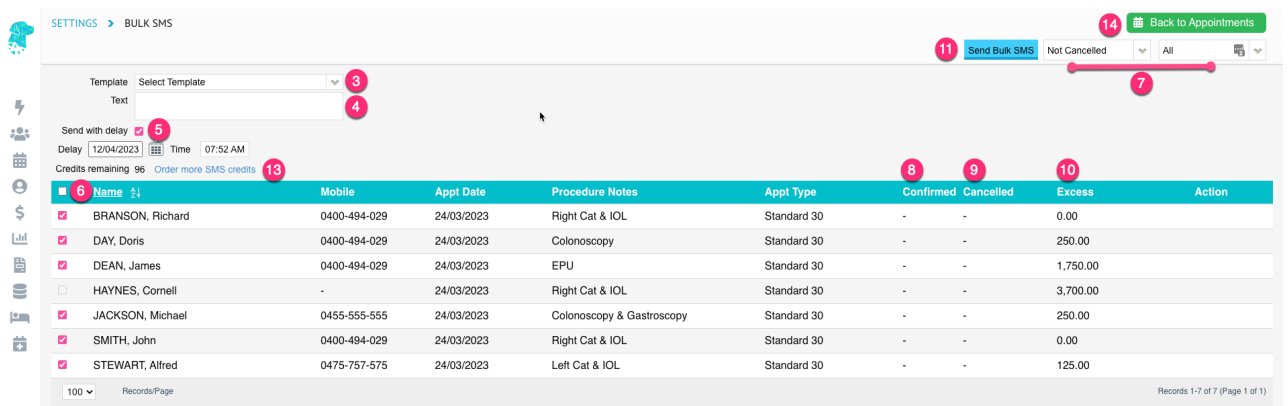 SETTINGS > BULK SMS
14 Back to Appointments
11 Send Bulk SMS Not Cancelled All
7
Template Select Template 3
Text 4
Send with delay 5
Delay 12/04/2023 Time 07:52 AM
Credits remaining 96 Order more SMS credits 13
8 9 10
6 Name Mobile Appt Date Procedure Notes Appt Type Confirmed Cancelled Excess Action
BRANSON, Richard 0400-494-029 24/03/2023 Right Cat & IOL Standard 30 - - 0.00
DAY, Doris 0400-494-029 24/03/2023 Colonoscopy Standard 30 - - 250.00
DEAN, James 0400-494-029 24/03/2023 EPU Standard 30 - - 1,750.00
HAYNES, Cornell - 24/03/2023 Right Cat & IOL Standard 30 - - 3,700.00
JACKSON, Michael 0455-555-555 24/03/2023 Colonoscopy & Gastroscopy Standard 30 - - 250.00
SMITH, John 0400-494-029 24/03/2023 Right Cat & IOL Standard 30 - - 0.00
STEWART, Alfred 0475-757-575 24/03/2023 Left Cat & IOL Standard 30 - - 125.00
100 Records/Page Records 1-7 of 7 (Page 1 of 1)